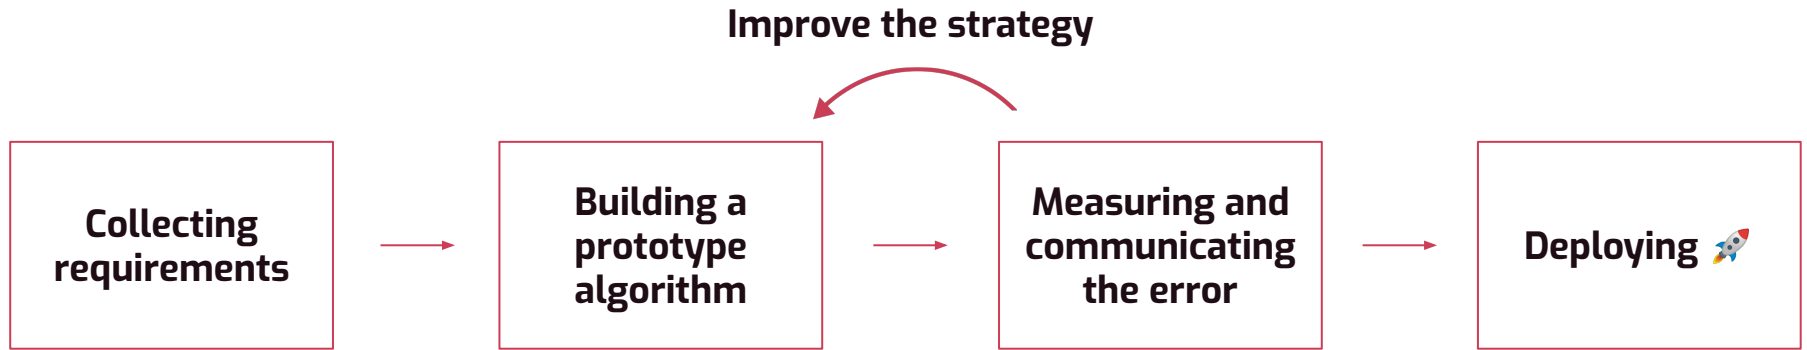 Improve the strategy
Collecting
requirements
Building a
prototype
algorithm
Measuring and
communicating
the error
Deploying 🚀